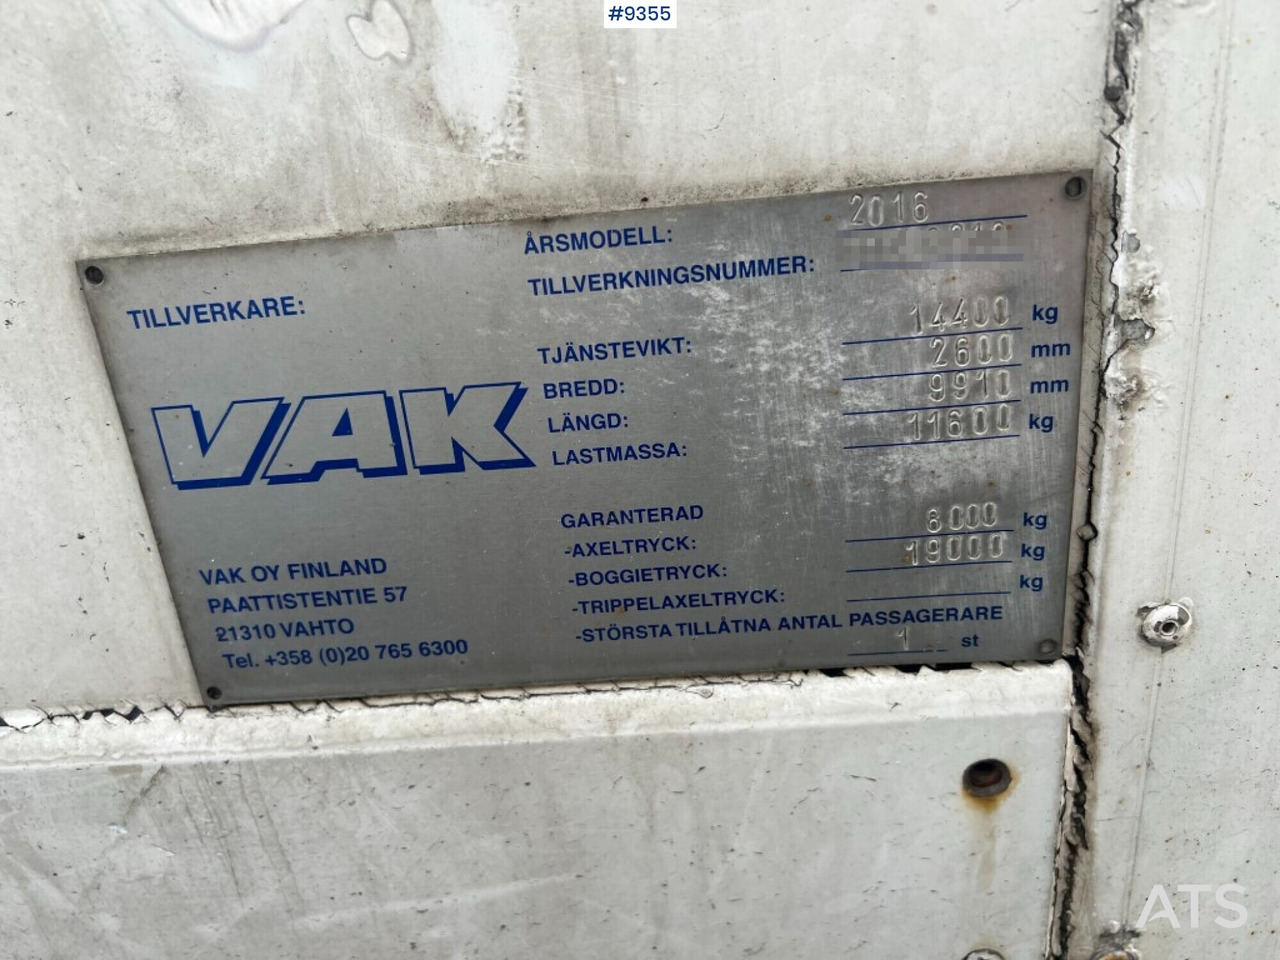 #9355
ÅRSMODELL: 2016
TILLVERKNINGSNUMMER:
TILLVERKARE:
VAK
TJÄNSTEVIKT: 14400 kg
BREDD: 2600 mm
LÄNGD: 9910 mm
LASTMASSA: 11600 kg
GARANTERAD
-AXELTRYCK: 6000 kg
-BOGGIETRYCK: 19000 kg
-TRIPPELAXELTRYCK: kg
-STÖRSTA TILLÅTNA ANTAL PASSAGERARE
1 st
VAK OY FINLAND
PAATTISTENTIE 57
21310 VAHTO
Tel. +358 (0)20 765 6300
ATS